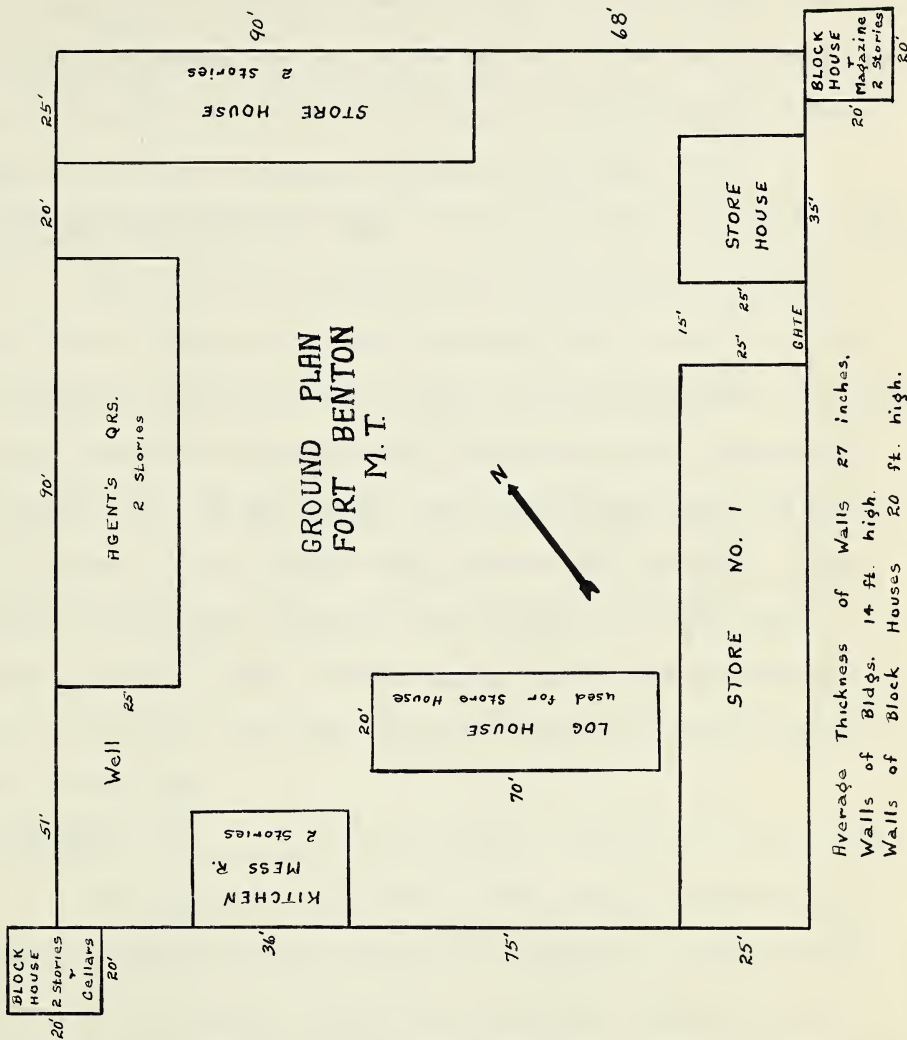 BLOCK
HOUSE
2 Stories
&
Cellars
20'
20'
51'
90'
20'
25'
90'
68'
Well
25'
AGENT'S QRS.
2 Stories
STORE HOUSE
2 Stories
KITCHEN
MESS R.
2 Stories
36'
75'
25'
GROUND PLAN
FORT BENTON
M. T.
N
LOG HOUSE
used for Store House
20'
70'
STORE NO. 1
15'
25'
25'
GATE
STORE
HOUSE
35'
BLOCK
HOUSE
&
Magazine
2 Stories
20'
20'
Average Thickness of Walls 27 inches.
Walls of Bldgs. 14 ft. high.
Walls of Block Houses 20 ft. high.